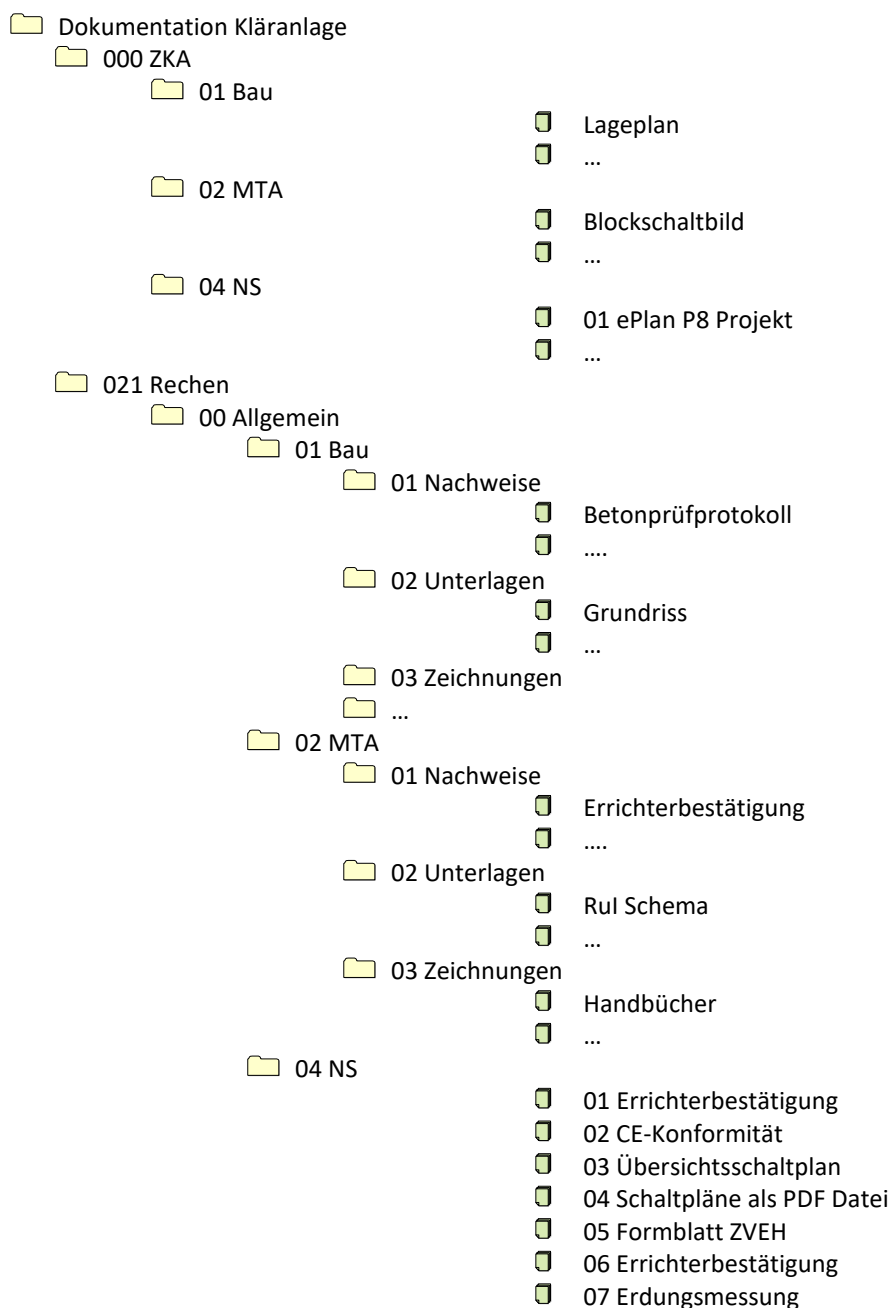 Dokumentation Kläranlage
000 ZKA
01 Bau
Lageplan
...
02 MTA
Blockschaltbild
...
04 NS
01 ePlan P8 Projekt
...
021 Rechen
00 Allgemein
01 Bau
01 Nachweise
Betonprüfprotokoll
....
02 Unterlagen
Grundriss
...
03 Zeichnungen
...
02 MTA
01 Nachweise
Errichterbestätigung
....
02 Unterlagen
RuI Schema
...
03 Zeichnungen
Handbücher
...
04 NS
01 Errichterbestätigung
02 CE-Konformität
03 Übersichtsschaltplan
04 Schaltpläne als PDF Datei
05 Formblatt ZVEH
06 Errichterbestätigung
07 Erdungsmessung